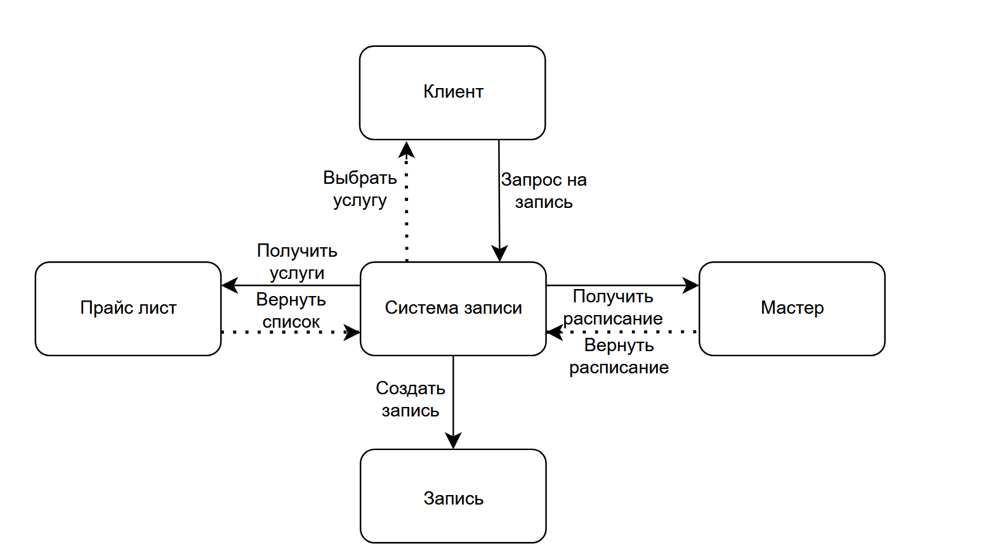 Клиент
Выбрать
услугу
Запрос на
запись
Получить
услуги
Вернуть
список
Прайс лист
Система записи
Получить
расписание
Вернуть
расписание
Мастер
Создать
запись
Запись